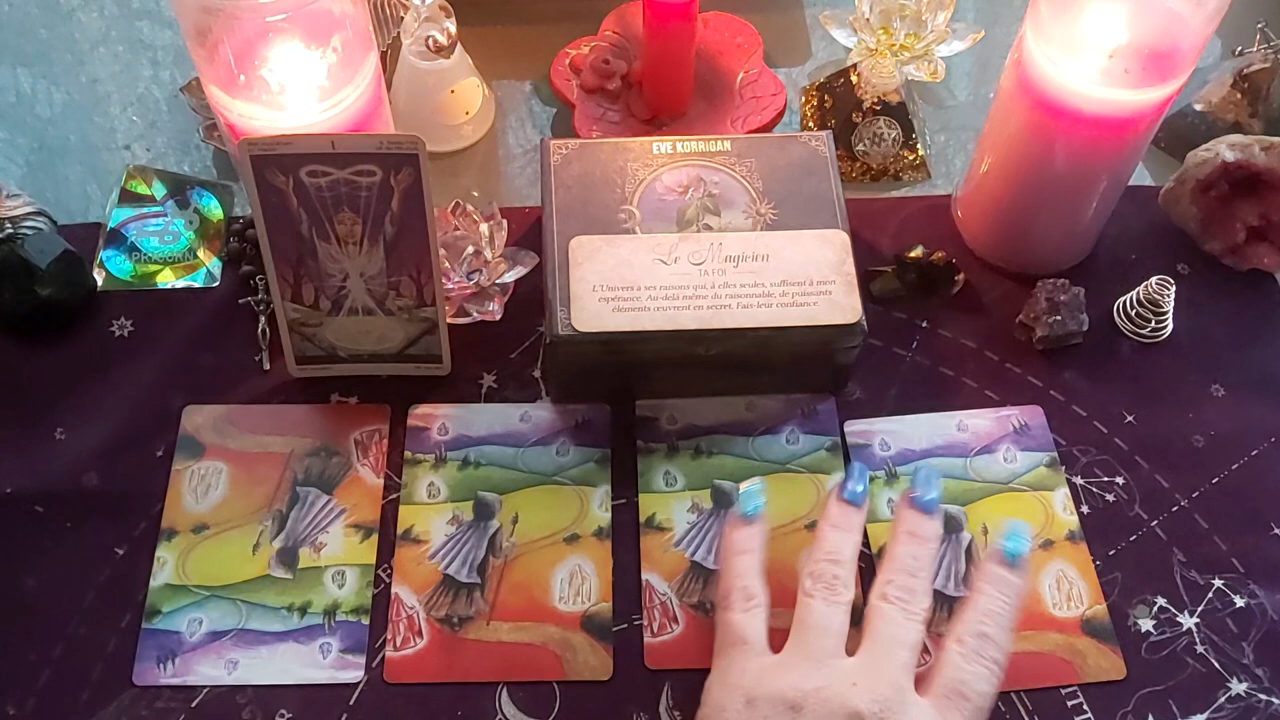 EVE KORRIGAN
I
CAPRICORN
Le Magicien
TA FOI
L'Univers a ses raisons qui, à elles seules, suffisent à mon
espérance. Au-delà même du raisonnable, de puissants
éléments œuvrent en secret. Fais-leur confiance.